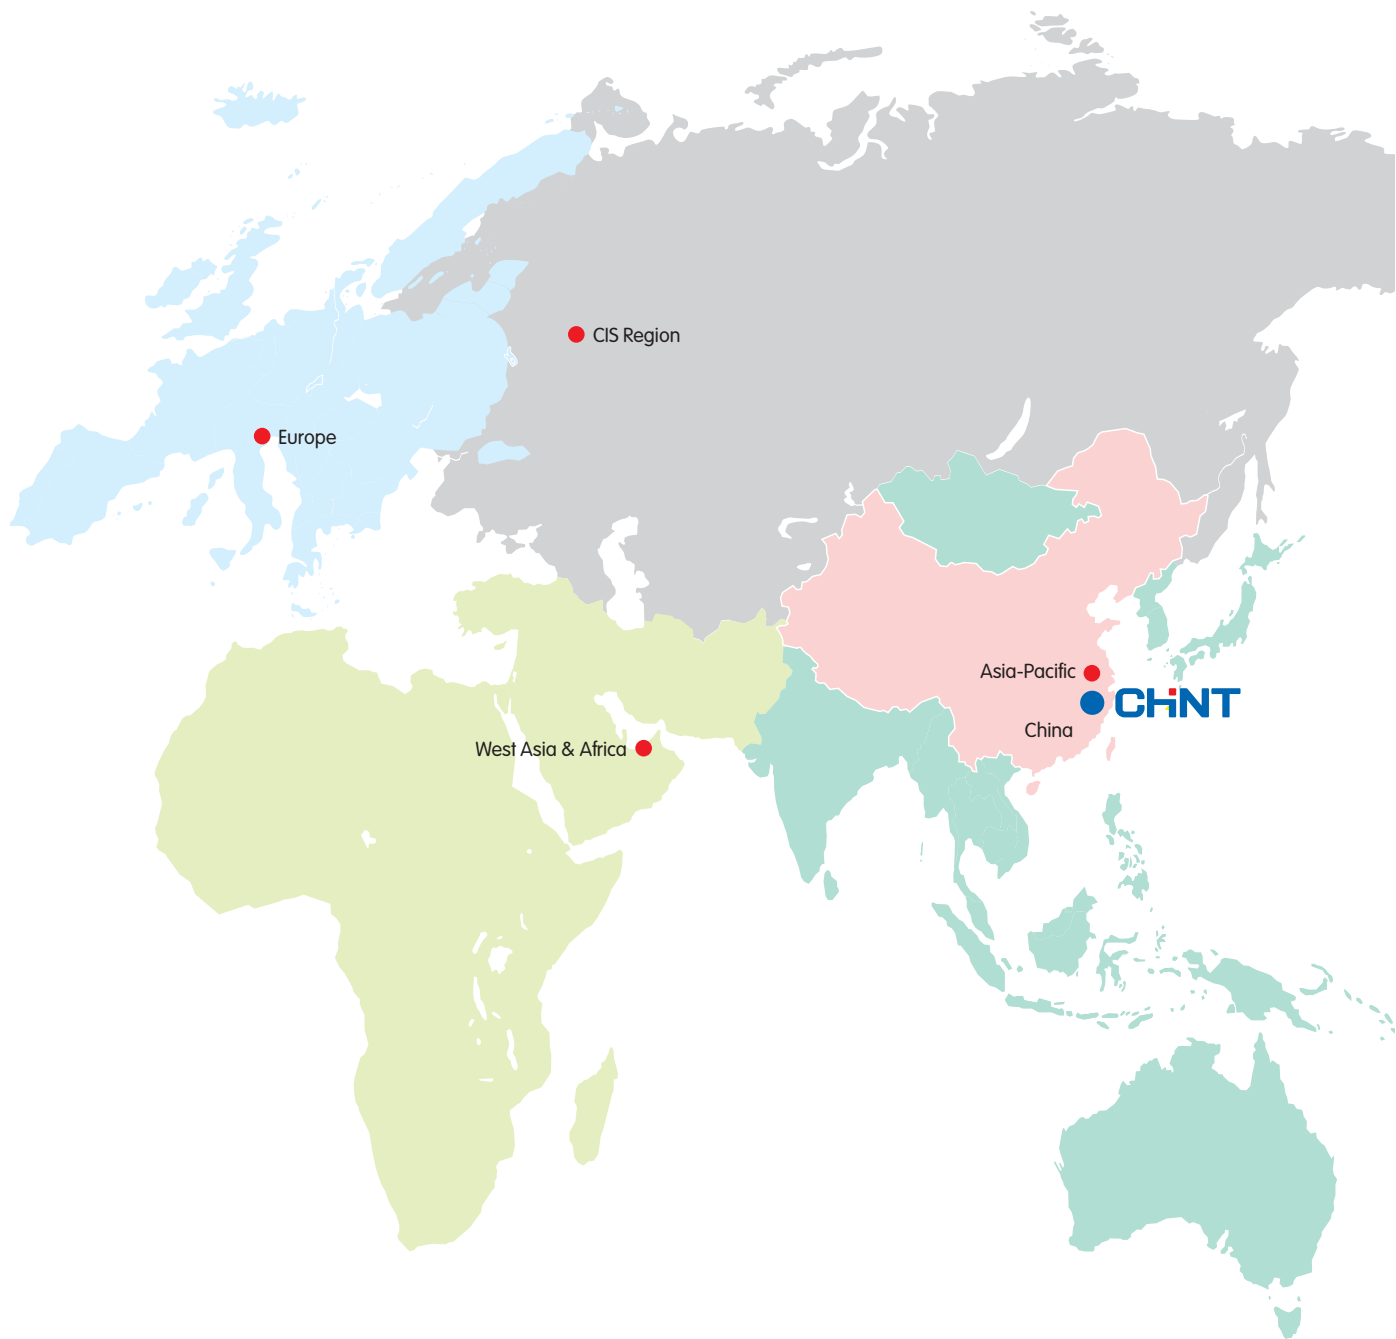 CIS Region
Europe
Asia-Pacific
CHNT
China
West Asia & Africa